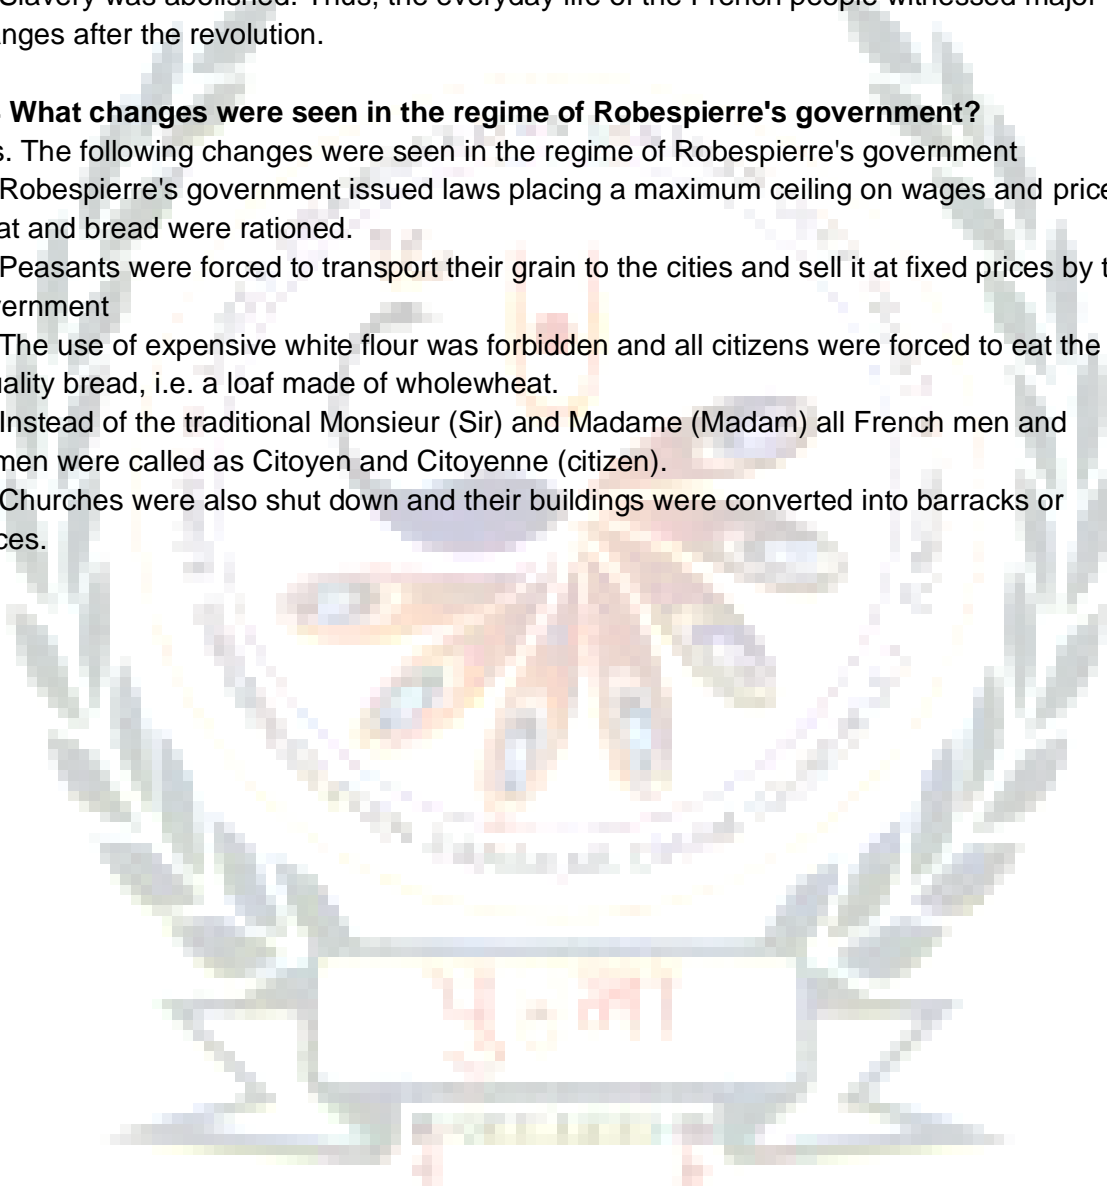 Slavery was abolished. Thus, the everyday life of the French people witnessed major
anges after the revolution.
What changes were seen in the regime of Robespierre's government?
s. The following changes were seen in the regime of Robespierre's government
Robespierre's government issued laws placing a maximum ceiling on wages and price
at and bread were rationed.
Peasants were forced to transport their grain to the cities and sell it at fixed prices by t
vernment
The use of expensive white flour was forbidden and all citizens were forced to eat the
uality bread, i.e. a loaf made of wholewheat.
Instead of the traditional Monsieur (Sir) and Madame (Madam) all French men and
men were called as Citoyen and Citoyenne (citizen).
Churches were also shut down and their buildings were converted into barracks or
ces.